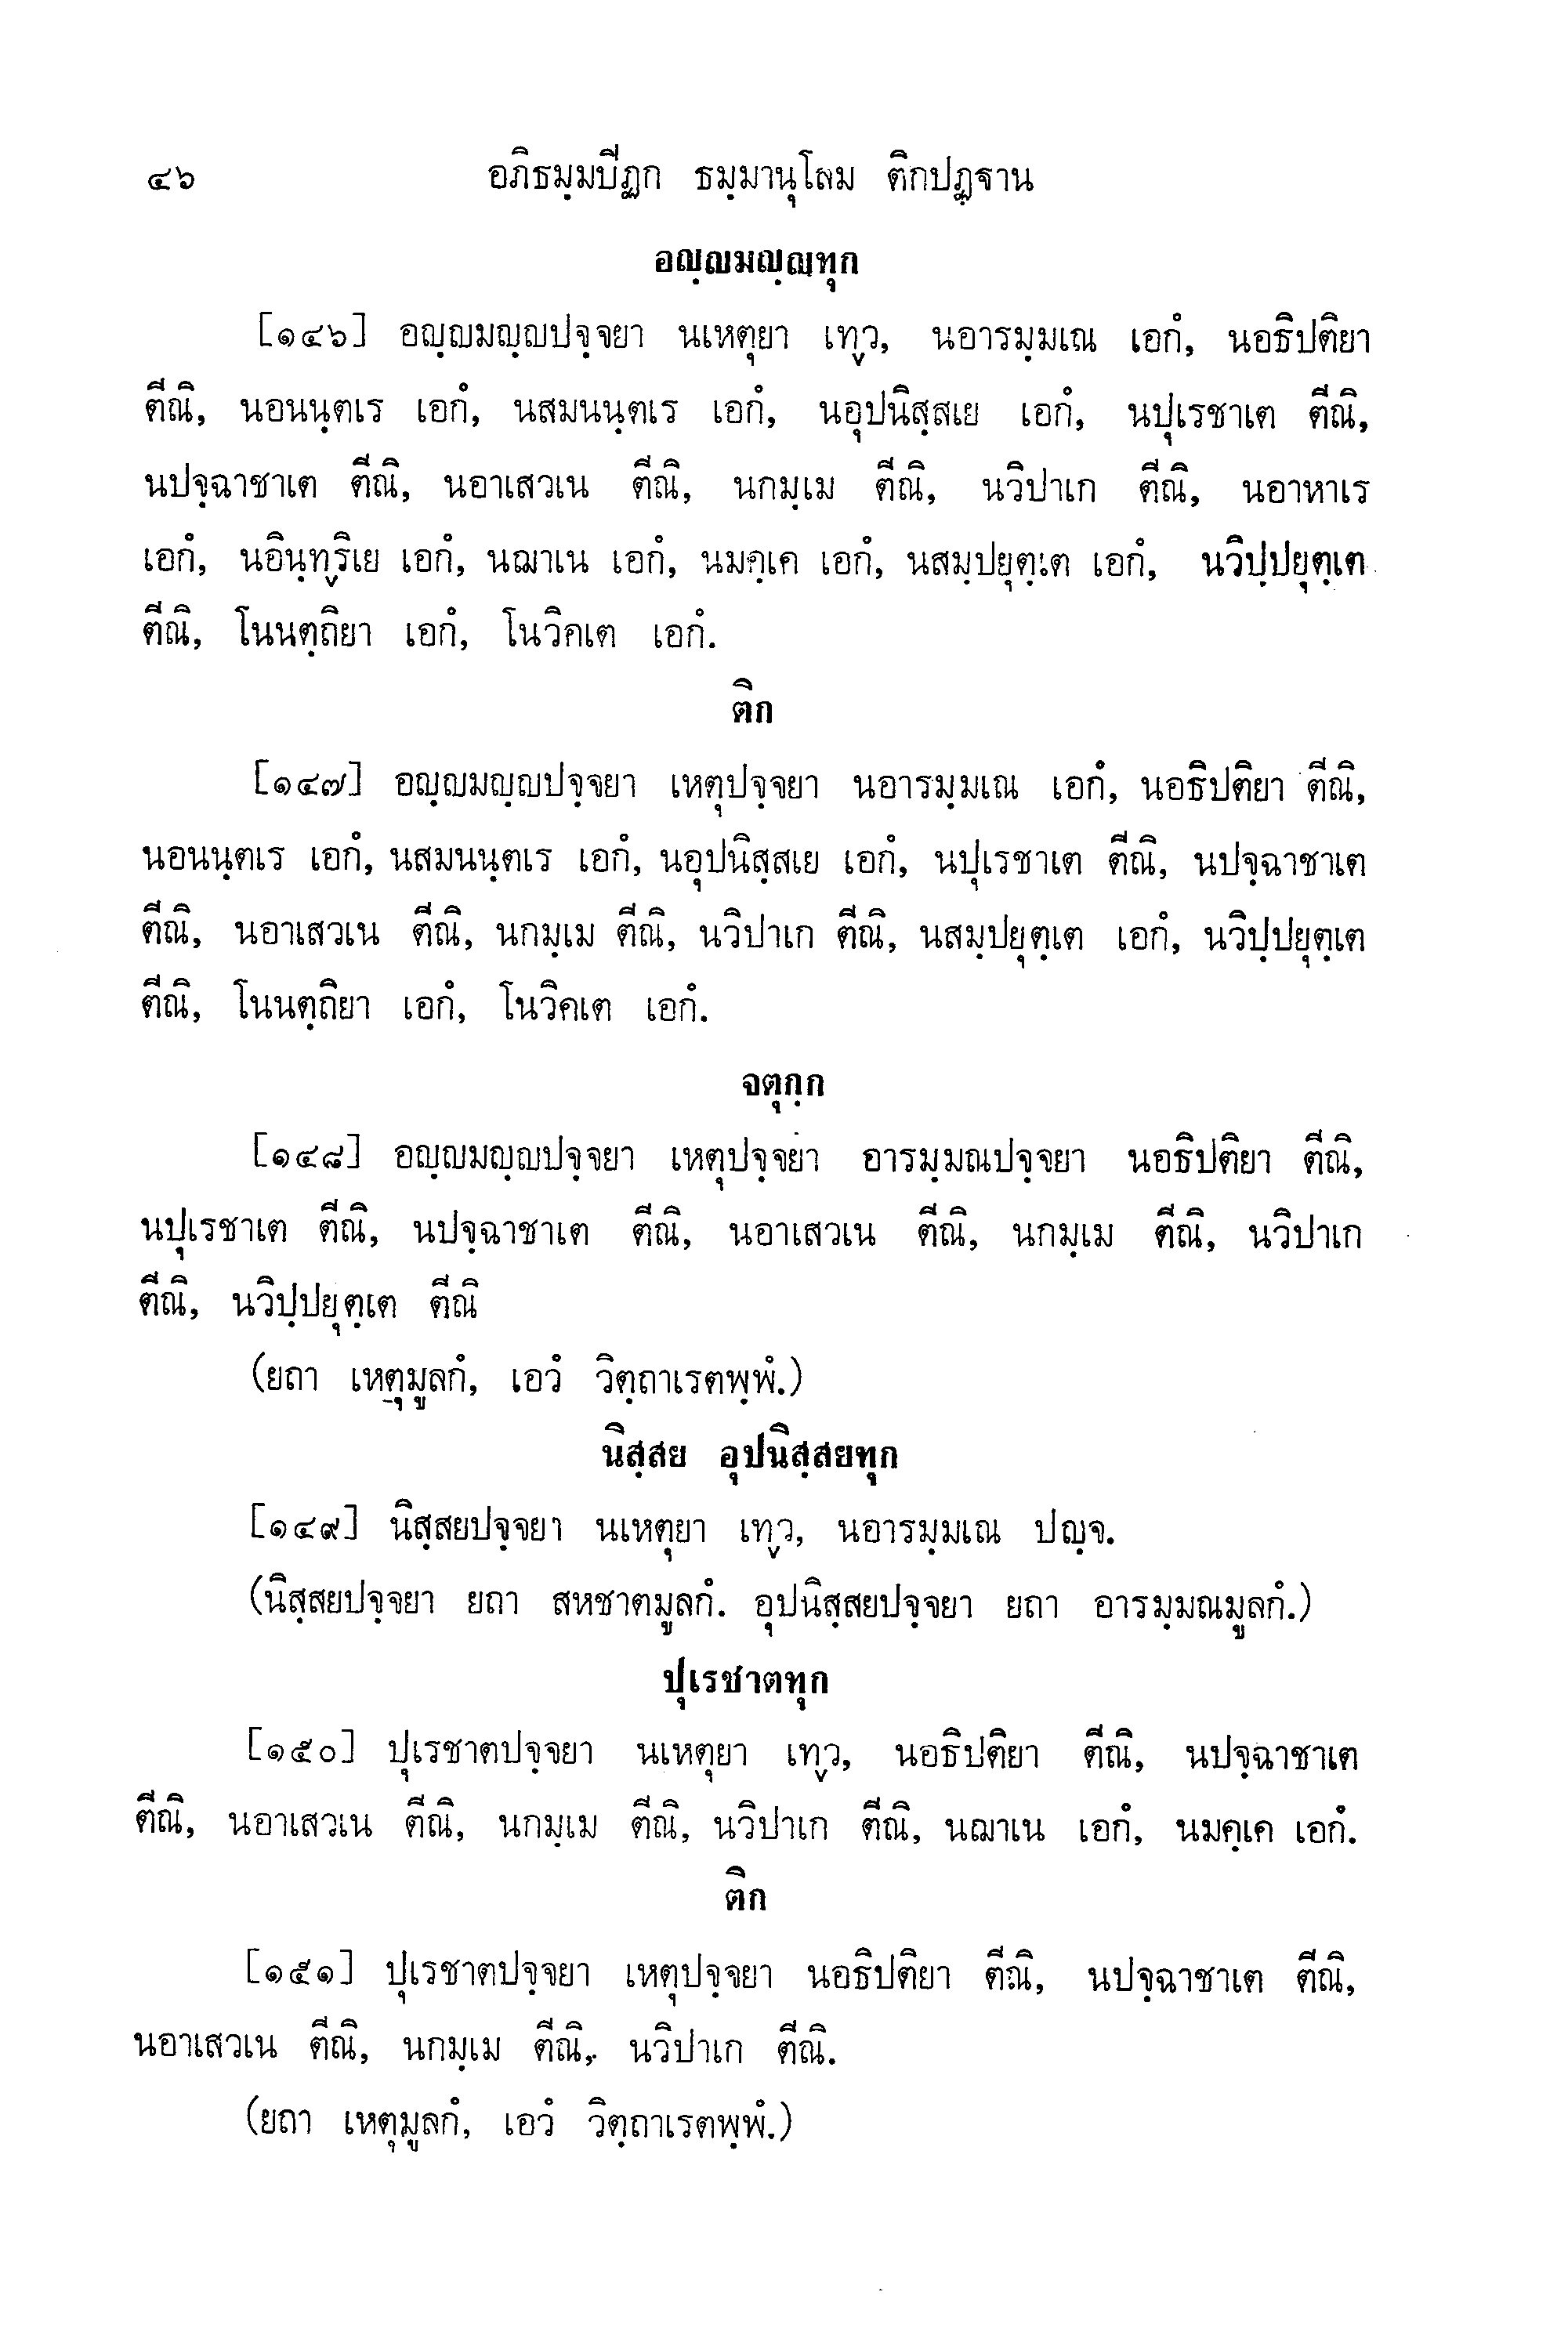 ๔๖ อภิธมฺมปีฏก ธมฺมานุโลม ติกปฏฺฐาน
อญฺญมญฺญทุก
[๑๔๖] อญฺญมญฺญปจฺจยา นเหตุยา เทฺว, นอารมฺมเณ เอกํ, นอธิปติยา
ตีณิ, นอนนฺตเร เอกํ, นสมนนฺตเร เอกํ, นอุปนิสฺสเย เอกํ, นปุเรชาเต ตีณิ,
นปจฺฉาชาเต ตีณิ, นอาเสวเน ตีณิ, นกมฺเม ตีณิ, นวิปาเก ตีณิ, นอาหาเร
เอกํ, นอินฺทฺริเย เอกํ, นฌาเน เอกํ, นมคฺเค เอกํ, นสมฺปยุตฺเต เอกํ, นวิปฺปยุตฺเต
ตีณิ, โนนตฺถิยา เอกํ, โนวิคเต เอกํ.
ติก
[๑๔๗] อญฺญมญฺญปจฺจยา เหตุปจฺจยา นอารมฺมเณ เอกํ, นอธิปติยา ตีณิ,
นอนนฺตเร เอกํ, นสมนนฺตเร เอกํ, นอุปนิสฺสเย เอกํ, นปุเรชาเต ตีณิ, นปจฺฉาชาเต
ตีณิ, นอาเสวเน ตีณิ, นกมฺเม ตีณิ, นวิปาเก ตีณิ, นสมฺปยุตฺเต เอกํ, นวิปฺปยุตฺเต
ตีณิ, โนนตฺถิยา เอกํ, โนวิคเต เอกํ.
จตุกฺก
[๑๔๘] อญฺญมญฺญปจฺจยา เหตุปจฺจยา อารมฺมณปจฺจยา นอธิปติยา ตีณิ,
นปุเรชาเต ตีณิ, นปจฺฉาชาเต ตีณิ, นอาเสวเน ตีณิ, นกมฺเม ตีณิ, นวิปาเก
ตีณิ, นวิปฺปยุตฺเต ตีณิ
(ยถา เหตุมูลกํ, เอวํ วิตฺถาเรตพฺพํ.)
นิสฺสย อุปนิสฺสยทุก
[๑๔๙] นิสฺสยปจฺจยา นเหตุยา เทฺว, นอารมฺมเณ ปญฺจ.
(นิสฺสยปจฺจยา ยถา สหชาตมูลกํ. อุปนิสฺสยปจฺจยา ยถา อารมฺมณมูลกํ.)
ปุเรชาตทุก
[๑๕๐] ปุเรชาตปจฺจยา นเหตุยา เทฺว, นอธิปติยา ตีณิ, นปจฺฉาชาเต
ตีณิ, นอาเสวเน ตีณิ, นกมฺเม ตีณิ, นวิปาเก ตีณิ, นฌาเน เอกํ, นมคฺเค เอกํ.
ติก
[๑๕๑] ปุเรชาตปจฺจยา เหตุปจฺจยา นอธิปติยา ตีณิ, นปจฺฉาชาเต ตีณิ,
นอาเสวเน ตีณิ, นกมฺเม ตีณิ, นวิปาเก ตีณิ.
(ยถา เหตุมูลกํ, เอวํ วิตฺถาเรตพฺพํ.)